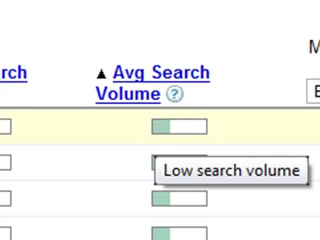 M
rch
▲ Avg Search
Volume ?
E
Low search volume